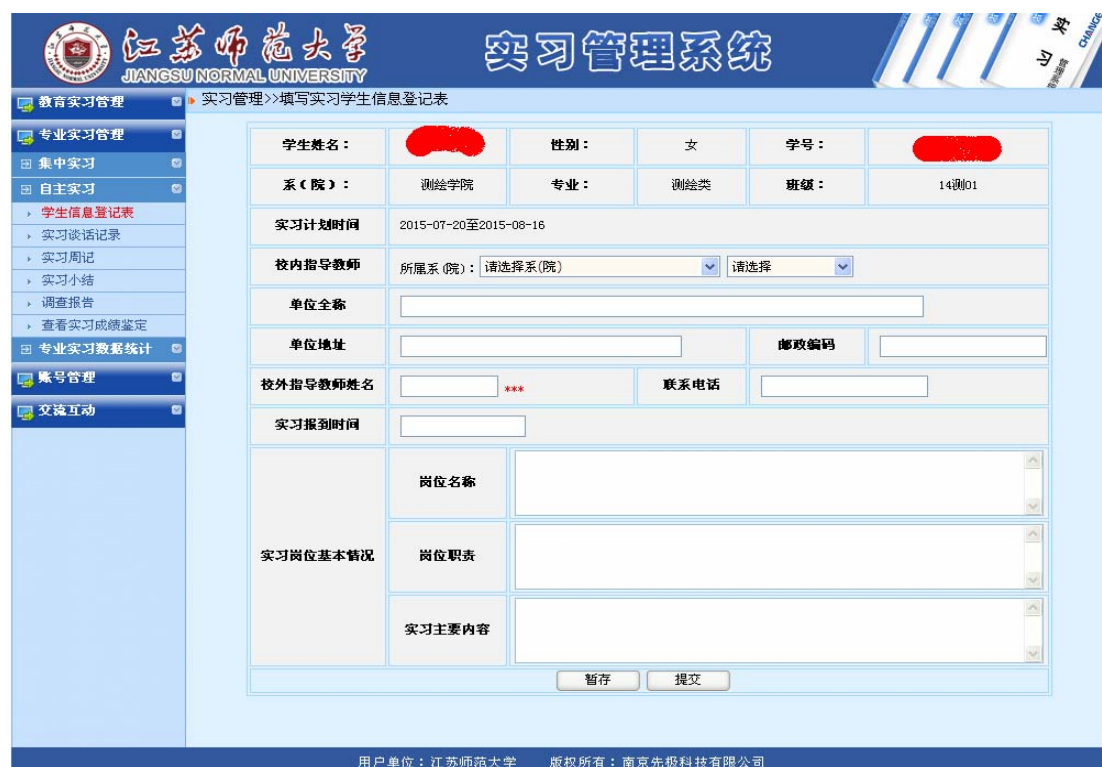 江苏师范大学
JIANGSU NORMAL UNIVERSITY
实习管理系统
CHANGE
教育实习管理
实习管理>>填写实习学生信息登记表
专业实习管理
集中实习
自主实习
学生信息登记表
实习谈话记录
实习周记
实习小结
调查报告
查看实习成绩鉴定
专业实习数据统计
账号管理
交流互动
学生姓名： 性别： 女 学号：
系（院）： 测绘学院 专业： 测绘类 班级： 14测01
实习计划时间 2015-07-20至2015-08-16
校内指导教师 所属系(院)： 请选择系(院) 请选择
单位全称
单位地址 邮政编码
校外指导教师姓名 *** 联系电话
实习报到时间
实习岗位基本情况
岗位名称
岗位职责
实习主要内容
暂存 提交
用户单位：江苏师范大学 版权所有：南京先极科技有限公司